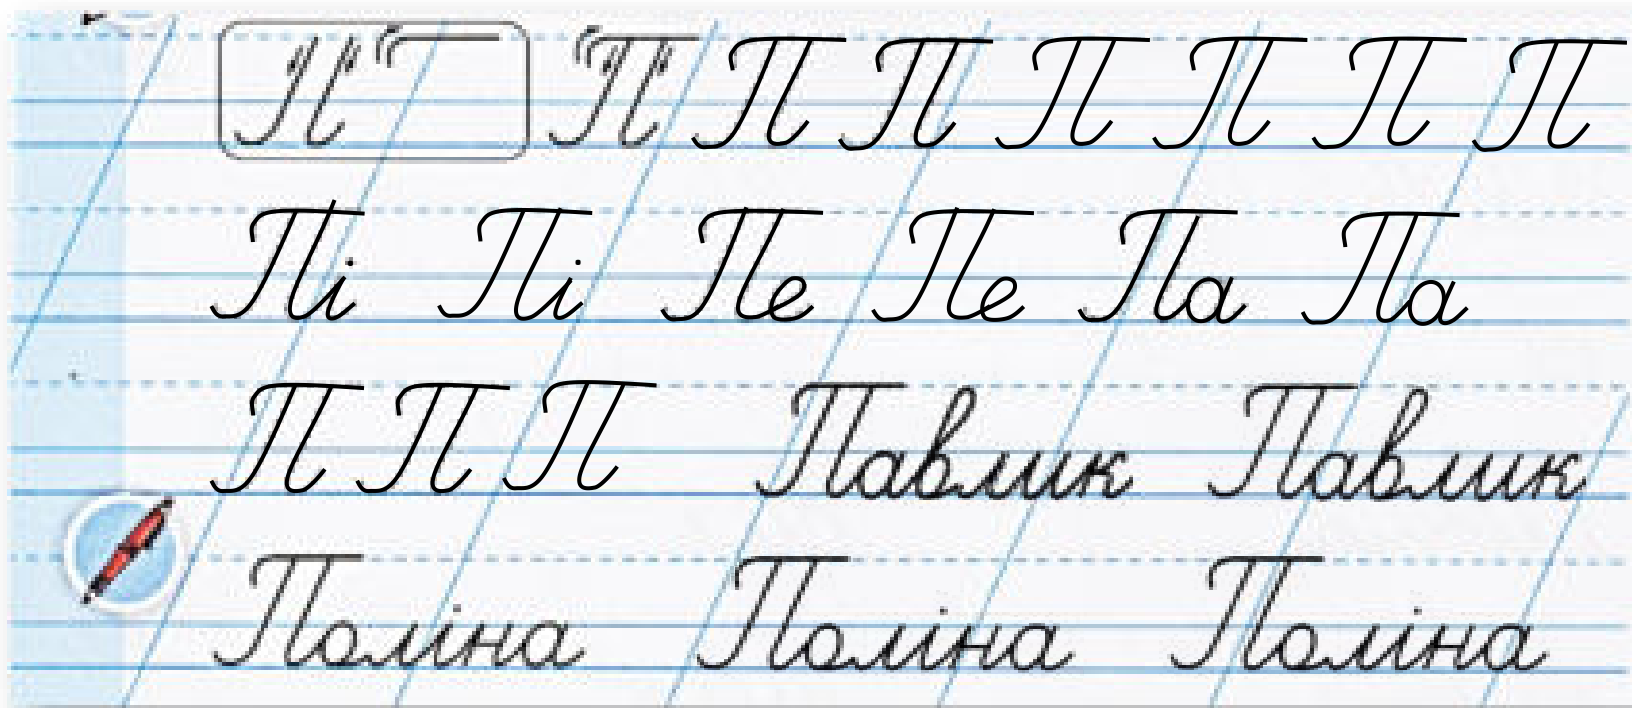 П П П П П П П
Пі Пі Пе Пе Па Па
П П П Павлик Павлик
Поліна Поліна Поліна